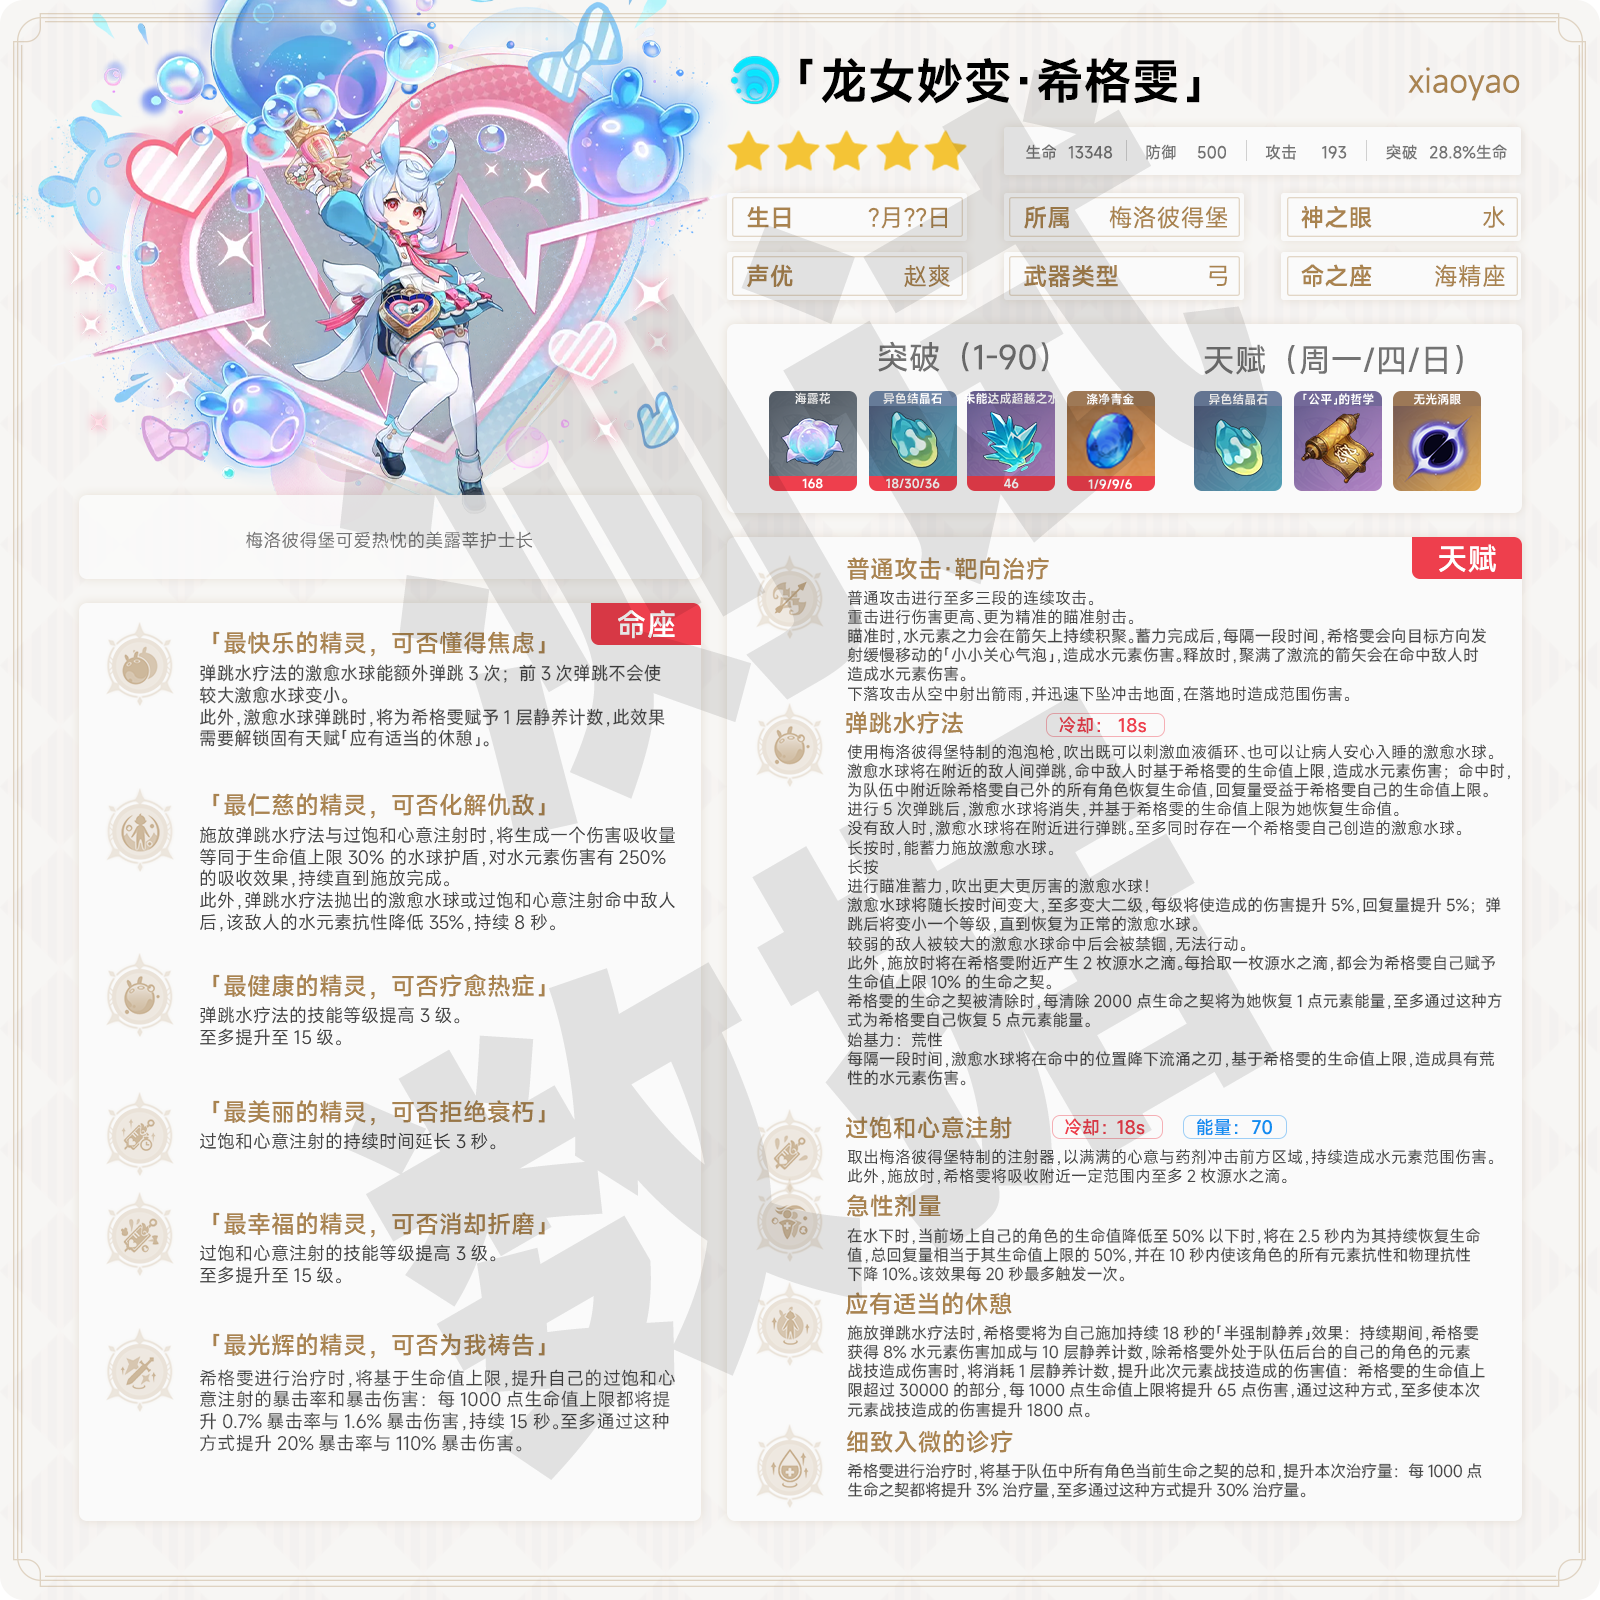 「龙女妙变·希格雯」
xiaoyao
生命 13348 防御 500 攻击 193 突破 28.8%生命
生日 ?月??日
所属 梅洛彼得堡
神之眼 水
声优 赵爽
武器类型 弓
命之座 海精座
突破（1-90）
天赋（周一/四/日）
海露花
168
异色结晶石
18/30/36
未能达成超越之水
46
涤净青金
1/9/9/6
异色结晶石
「公平」的哲学
无光涡眼
梅洛彼得堡可爱热忱的美露莘护士长
命座
「最快乐的精灵，可否懂得焦虑」
弹跳水疗法的激愈水球能额外弹跳 3 次；前 3 次弹跳不会使
较大激愈水球变小。
此外,激愈水球弹跳时,将为希格雯赋予 1 层静养计数,此效果
需要解锁固有天赋「应有适当的休憩」。
「最仁慈的精灵，可否化解仇敌」
施放弹跳水疗法与过饱和心意注射时,将生成一个伤害吸收量
等同于生命值上限 30% 的水球护盾,对水元素伤害有 250%
的吸收效果,持续直到施放完成。
此外,弹跳水疗法抛出的激愈水球或过饱和心意注射命中敌人
后,该敌人的水元素抗性降低 35%,持续 8 秒。
「最健康的精灵，可否疗愈热症」
弹跳水疗法的技能等级提高 3 级。
至多提升至 15 级。
「最美丽的精灵，可否拒绝衰朽」
过饱和心意注射的持续时间延长 3 秒。
「最幸福的精灵，可否消却折磨」
过饱和心意注射的技能等级提高 3 级。
至多提升至 15 级。
「最光辉的精灵，可否为我祷告」
希格雯进行治疗时,将基于生命值上限,提升自己的过饱和心
意注射的暴击率和暴击伤害：每 1000 点生命值上限都将提
升 0.7% 暴击率与 1.6% 暴击伤害,持续 15 秒。至多通过这种
方式提升 20% 暴击率与 110% 暴击伤害。
天赋
普通攻击·靶向治疗
普通攻击进行至多三段的连续攻击。
重击进行伤害更高、更为精准的瞄准射击。
瞄准时,水元素之力会在箭矢上持续积聚。蓄力完成后,每隔一段时间,希格雯会向目标方向发
射缓慢移动的「小小关心气泡」,造成水元素伤害。释放时,聚满了激流的箭矢会在命中敌人时
造成水元素伤害。
下落攻击从空中射出箭雨,并迅速下坠冲击地面,在落地时造成范围伤害。
弹跳水疗法 冷却： 18s
使用梅洛彼得堡特制的泡泡枪,吹出既可以刺激血液循环、也可以让病人安心入睡的激愈水球。
激愈水球将在附近的敌人间弹跳,命中敌人时基于希格雯的生命值上限,造成水元素伤害；命中时,
为队伍中附近除希格雯自己外的所有角色恢复生命值,回复量受益于希格雯自己的生命值上限。
进行 5 次弹跳后,激愈水球将消失,并基于希格雯的生命值上限为她恢复生命值。
没有敌人时,激愈水球将在附近进行弹跳。至多同时存在一个希格雯自己创造的激愈水球。
长按时,能蓄力施放激愈水球。
长按
进行瞄准蓄力,吹出更大更厉害的激愈水球！
激愈水球将随长按时间变大,至多变大二级,每级将使造成的伤害提升 5%,回复量提升 5%；弹
跳后将变小一个等级,直到恢复为正常的激愈水球。
较弱的敌人被较大的激愈水球命中后会被禁锢,无法行动。
此外,施放时将在希格雯附近产生 2 枚源水之滴。每拾取一枚源水之滴,都会为希格雯自己赋予
生命值上限 10% 的生命之契。
希格雯的生命之契被清除时,每清除 2000 点生命之契将为她恢复 1 点元素能量,至多通过这种方
式为希格雯自己恢复 5 点元素能量。
始基力：荒性
每隔一段时间,激愈水球将在命中的位置降下流涌之刃,基于希格雯的生命值上限,造成具有荒
性的水元素伤害。
过饱和心意注射 冷却：18s 能量：70
取出梅洛彼得堡特制的注射器,以满满的心意与药剂冲击前方区域,持续造成水元素范围伤害。
此外,施放时,希格雯将吸收附近一定范围内至多 2 枚源水之滴。
急性剂量
在水下时,当前场上自己的角色的生命值降低至 50% 以下时,将在 2.5 秒内为其持续恢复生命
值,总回复量相当于其生命值上限的 50%,并在 10 秒内使该角色的所有元素抗性和物理抗性
下降 10%。该效果每 20 秒最多触发一次。
应有适当的休憩
施放弹跳水疗法时,希格雯将为自己施加持续 18 秒的「半强制静养」效果：持续期间,希格雯
获得 8% 水元素伤害加成与 10 层静养计数,除希格雯外处于队伍后台的自己的角色的元素
战技造成伤害时,将消耗 1 层静养计数,提升此次元素战技造成的伤害值：希格雯的生命值上
限超过 30000 的部分,每 1000 点生命值上限将提升 65 点伤害,通过这种方式,至多使本次
元素战技造成的伤害提升 1800 点。
细致入微的诊疗
希格雯进行治疗时,将基于队伍中所有角色当前生命之契的总和,提升本次治疗量：每 1000 点
生命之契都将提升 3% 治疗量,至多通过这种方式提升 30% 治疗量。
测试
数据